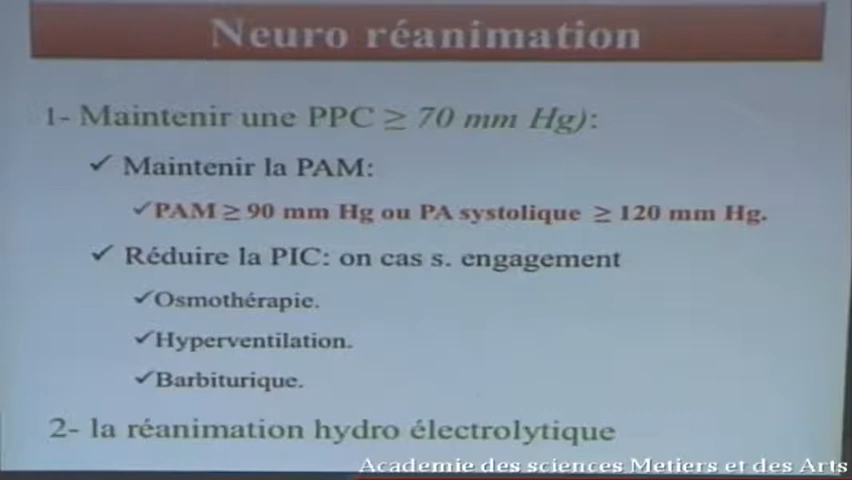 Neuro réanimation
1- Maintenir une PPC ≥ 70 mm Hg):
✓ Maintenir la PAM:
✓PAM ≥ 90 mm Hg ou PA systolique ≥ 120 mm Hg.
✓ Réduire la PIC: on cas s. engagement
✓Osmothérapie.
✓Hyperventilation.
✓Barbiturique.
2- la réanimation hydro électrolytique
Academie des sciences Metiers et des Arts